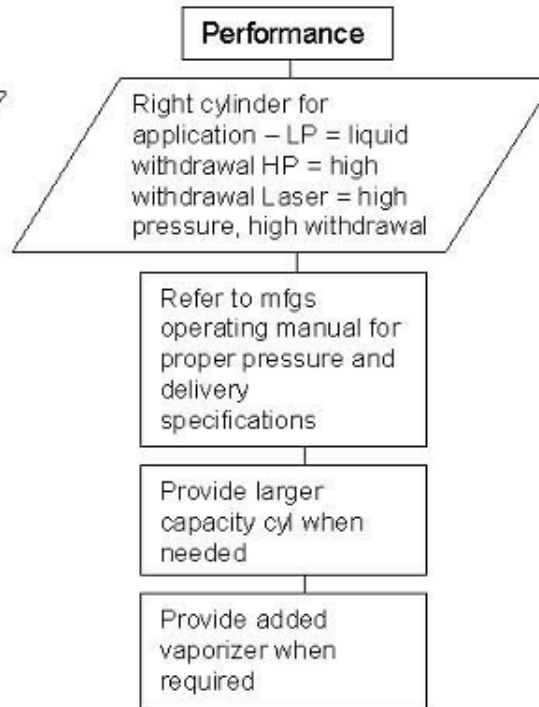 Performance
Right cylinder for
application – LP = liquid
withdrawal HP = high
withdrawal Laser = high
pressure, high withdrawal
Refer to mfgs
operating manual for
proper pressure and
delivery
specifications
Provide larger
capacity cyl when
needed
Provide added
vaporizer when
required